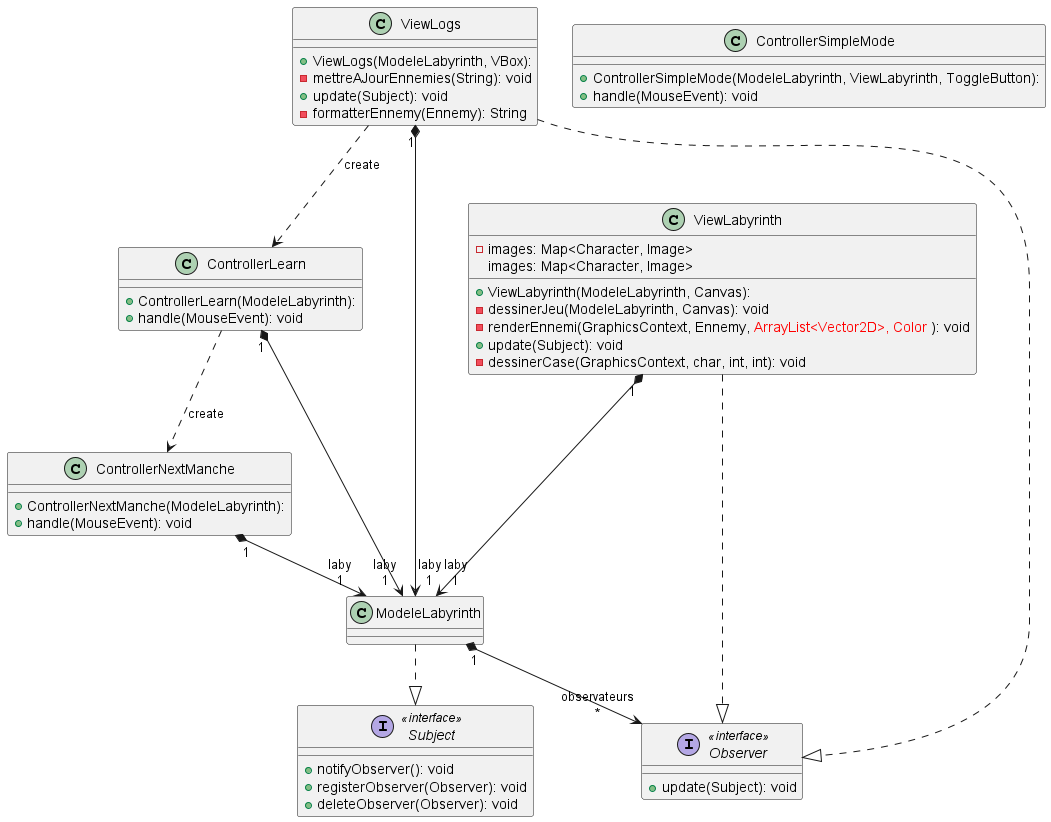 C ViewLogs
ViewLogs(ModeleLabyrinth, VBox):
mettreAJourEnnemies(String): void
update(Subject): void
formatterEnnemy(Ennemy): String
C ControllerSimpleMode
ControllerSimpleMode(ModeleLabyrinth, ViewLabyrinth, ToggleButton):
handle(MouseEvent): void
1
create
C ViewLabyrinth
images: Map<Character, Image>
images: Map<Character, Image>
ViewLabyrinth(ModeleLabyrinth, Canvas):
dessinerJeu(ModeleLabyrinth, Canvas): void
renderEnnemi(GraphicsContext, Ennemy, ArrayList<Vector2D>, Color ): void
update(Subject): void
dessinerCase(GraphicsContext, char, int, int): void
C ControllerLearn
ControllerLearn(ModeleLabyrinth):
handle(MouseEvent): void
1
1
create
C ControllerNextManche
ControllerNextManche(ModeleLabyrinth):
handle(MouseEvent): void
1
laby
1
laby
1
laby
1
laby
1
C ModeleLabyrinth
1
observateurs
*
I «interface»
Subject
notifyObserver(): void
registerObserver(Observer): void
deleteObserver(Observer): void
I «interface»
Observer
update(Subject): void